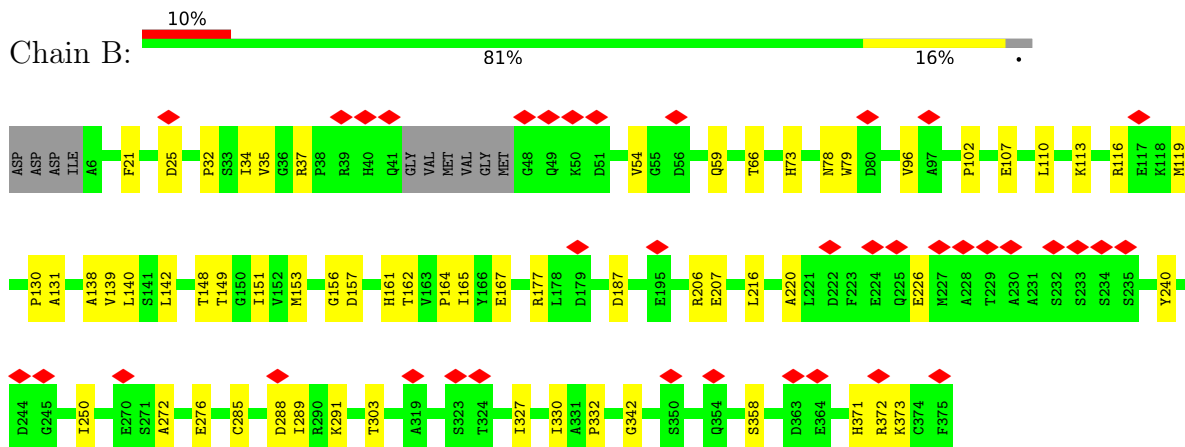 10%
Chain B:
81% 16% •
ASP ASP ASP ILE A6 F21 D25 P32 S33 I34 V35 G36 R37 P38 R39 H40 Q41 GLY VAL MET VAL GLY MET G48 Q49 K50 D51 V54 G55 D56 Q59 T66 H73 N78 W79 D80 V96 A97 P102 E107 L110 K113 R116 E117 K118 M119
P130 A131 A138 V139 L140 S141 L142 T148 T149 G150 I151 V152 M153 G156 D157 H161 T162 V163 P164 I165 Y166 E167 R177 L178 D179 D187 E195 R206 E207 L216 A220 L221 D222 F223 E224 Q225 E226 M227 A228 T229 A230 A231 S232 S233 S234 S235 Y240
D244 G245 I250 E270 S271 A272 E276 C285 D288 I289 R290 K291 T303 A319 S323 T324 I327 I330 A331 P332 G342 S350 Q354 S358 D363 E364 H371 R372 K373 C374 F375